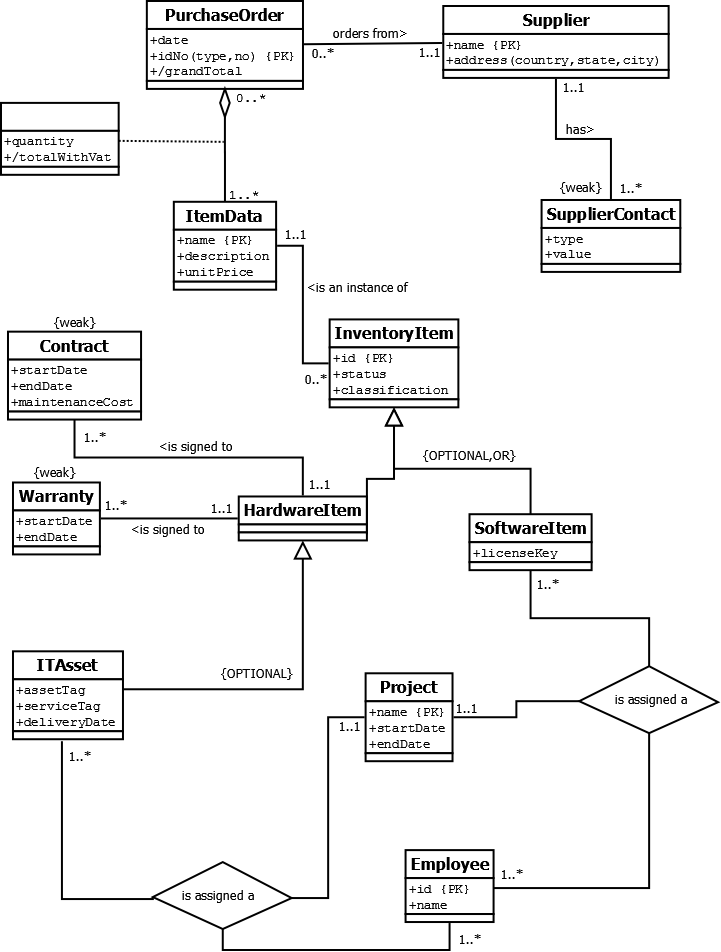 PurchaseOrder
+date
+idNo(type,no) {PK}
+/grandTotal
orders from>
0..*
1..1
Supplier
+name {PK}
+address(country,state,city)
0..*
1..1
has>
+quantity
+/totalWithVat
{weak}
1..*
1..*
ItemData
+name {PK}
+description
+unitPrice
1..1
SupplierContact
+type
+value
<is an instance of
{weak}
Contract
+startDate
+endDate
+maintenanceCost
InventoryItem
+id {PK}
+status
+classification
0..*
1..*
<is signed to
{OPTIONAL,OR}
{weak}
Warranty
+startDate
+endDate
1..*
1..1
<is signed to
1..1
HardwareItem
SoftwareItem
+licenseKey
1..*
ITAsset
+assetTag
+serviceTag
+deliveryDate
{OPTIONAL}
Project
+name {PK}
+startDate
+endDate
1..1
1..1
is assigned a
1..*
is assigned a
Employee
+id {PK}
+name
1..*
1..*